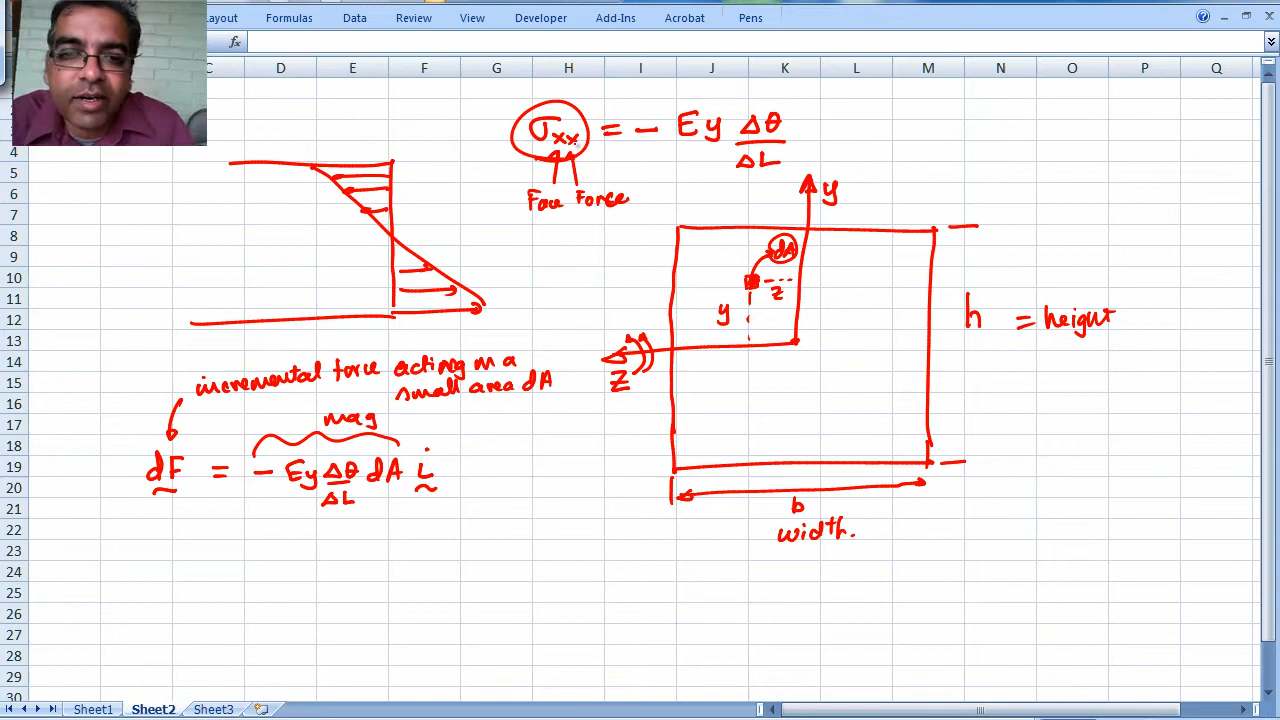 Layout Formulas Data Review View Developer Add-Ins Acrobat Pens
fx
C D E F G H I J K L M N O P Q
σxx = - Ey Δθ
ΔL
Face Force
y
dA
z
y
h = height
Z
incremental force acting on a
small area dA
mag
dF = - Ey Δθ dA i
ΔL
b
width.
4
5
6
7
8
9
10
11
12
13
14
15
16
17
18
19
20
21
22
23
24
25
26
27
28
29
30
Sheet1 Sheet2 Sheet3